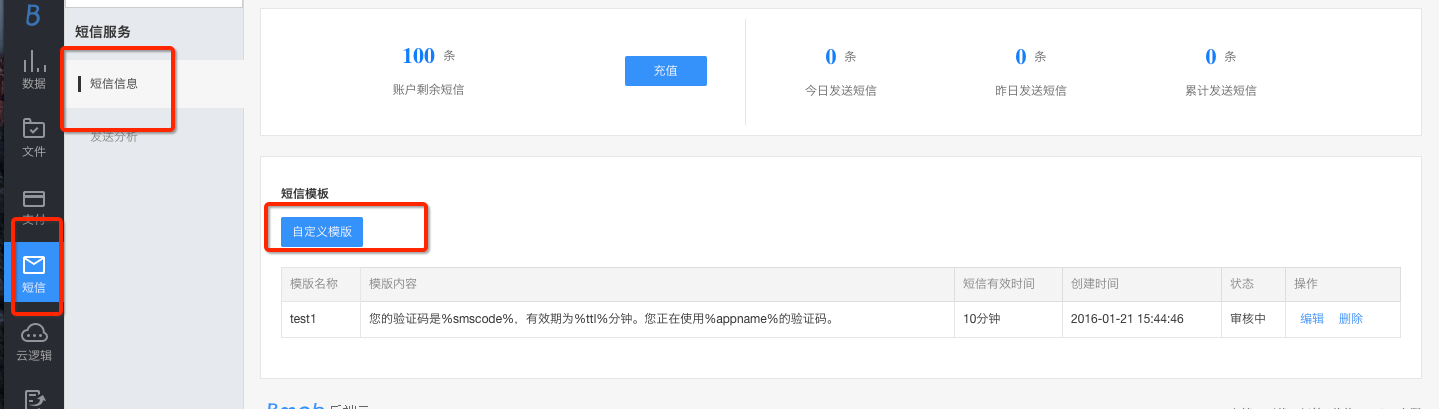 B
数据
文件
支付
短信
云逻辑
短信服务
短信信息
发送分析
100 条
账户剩余短信
充值
0 条
今日发送短信
0 条
昨日发送短信
0 条
累计发送短信
短信模板
自定义模版
模版名称 模版内容 短信有效时间 创建时间 状态 操作
test1 您的验证码是%smscode%，有效期为%ttl%分钟。您正在使用%appname%的验证码。 10分钟 2016-01-21 15:44:46 审核中 编辑 删除
Bmob 后端云